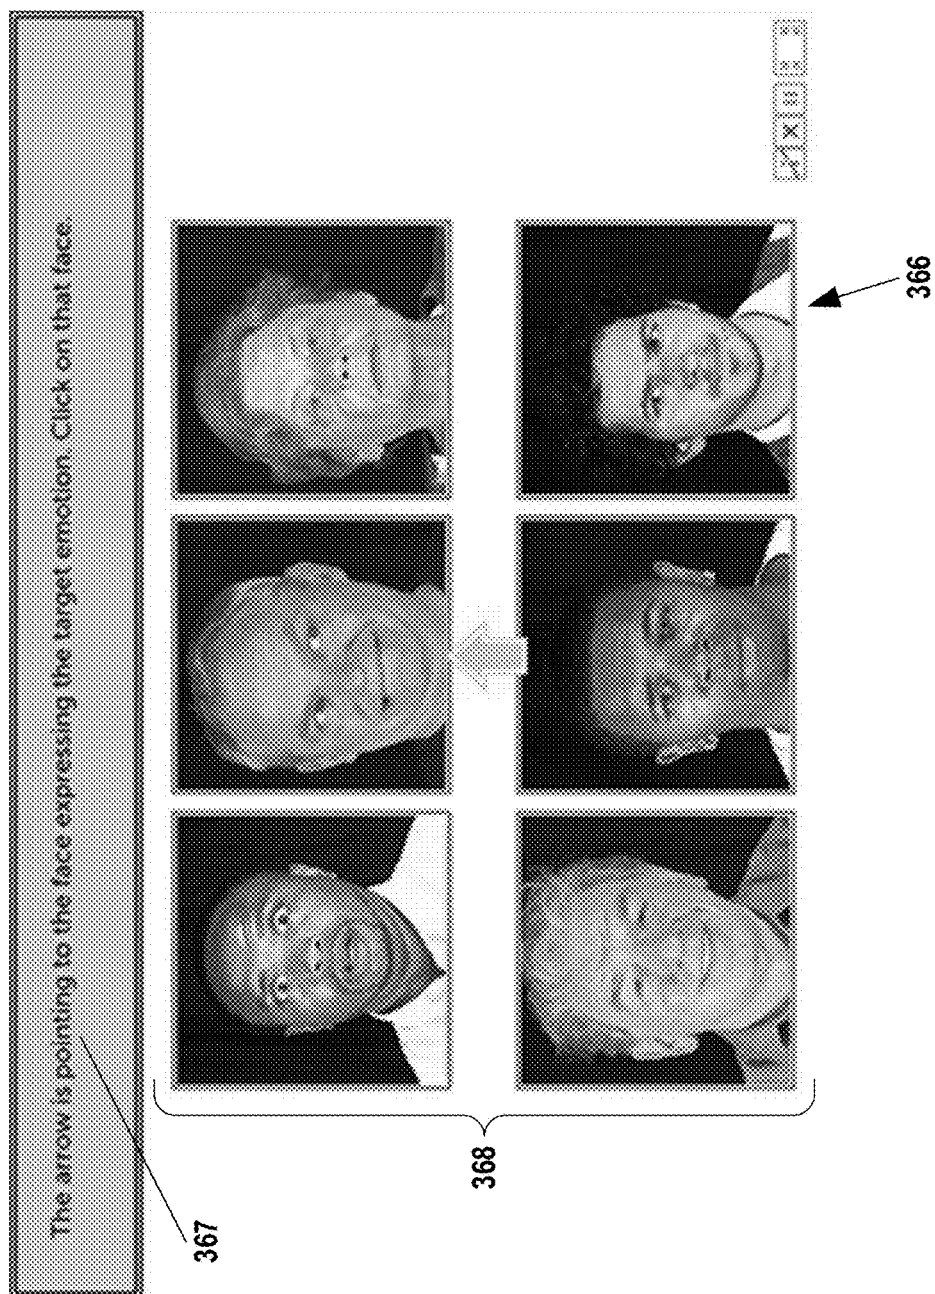 The arrow is pointing to the face expressing the target emotion. Click on that face.
367
368
366